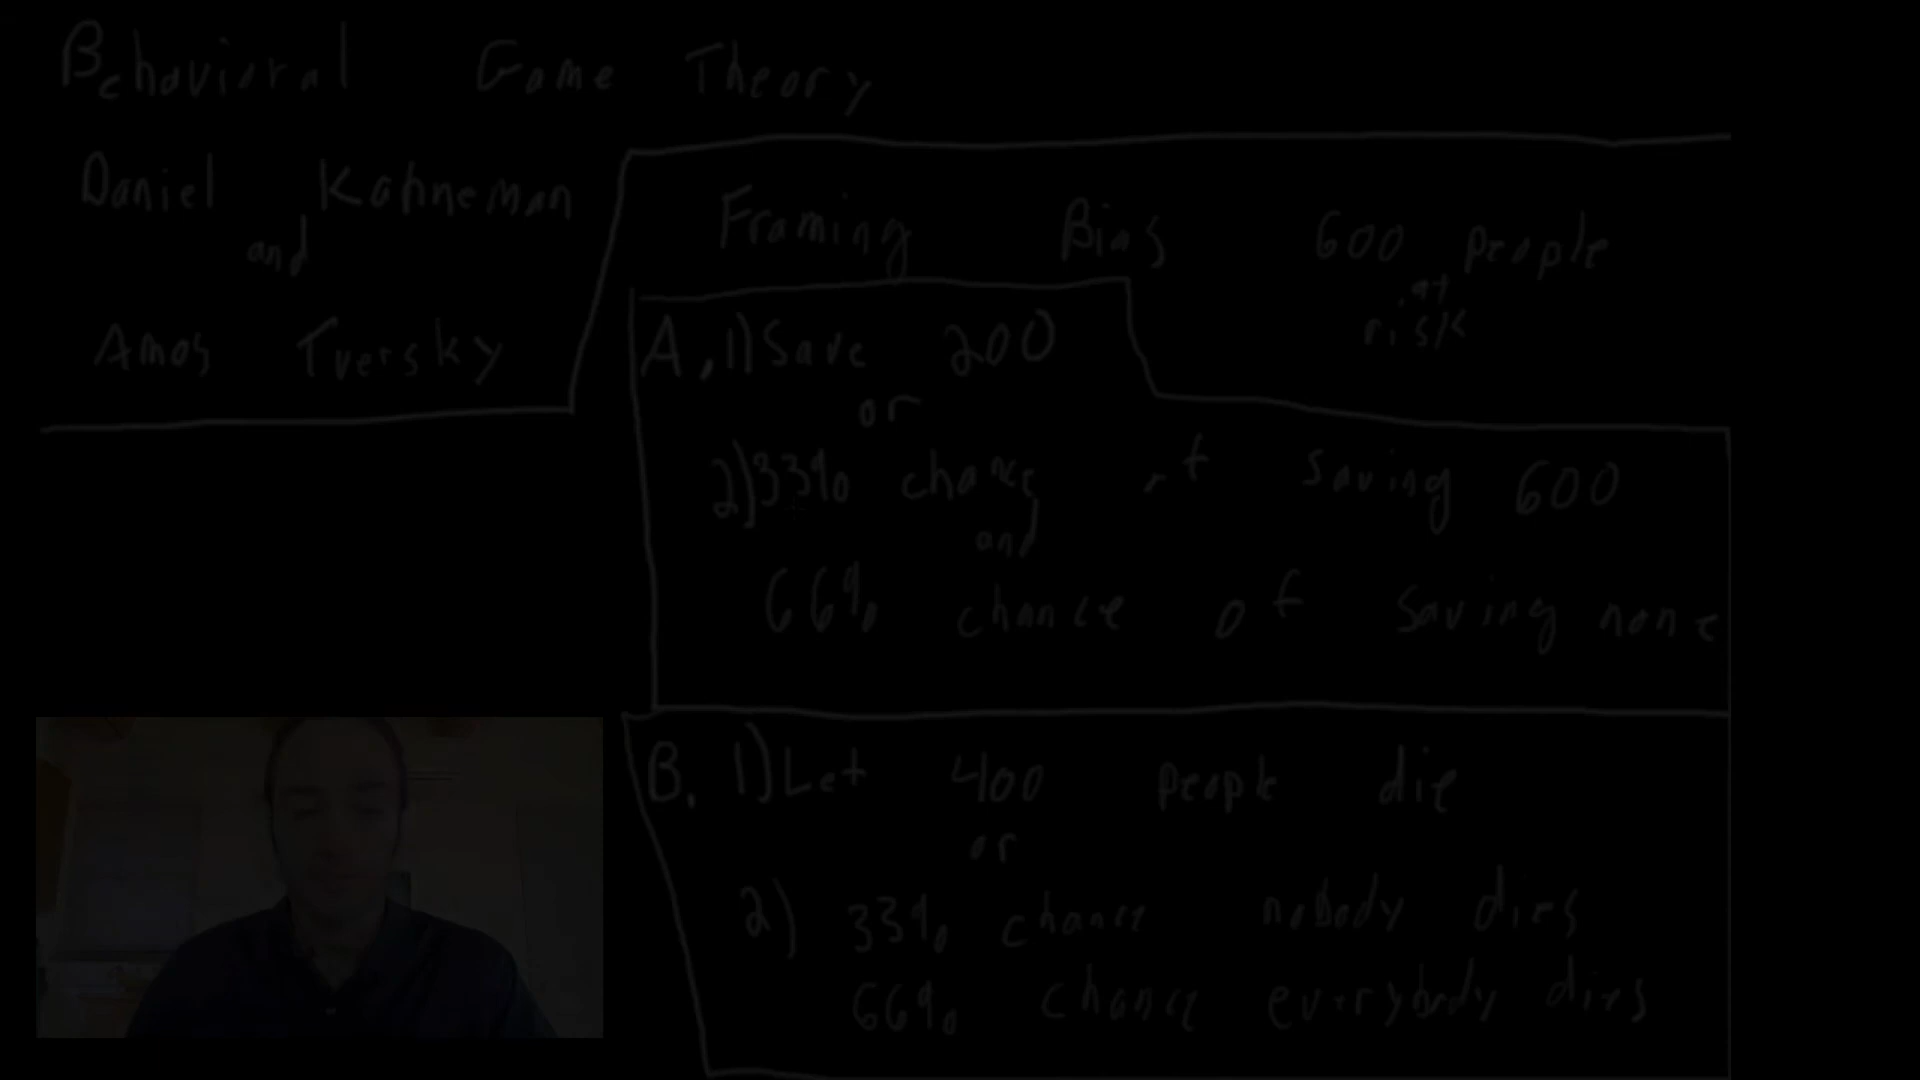 Behavioral Game Theory
Daniel Kahneman
and
Amos Tversky
Framing Bias
600 people
at
risk
A. 1) Save 200
or
2) 33% chance of saving 600
and
66% chance of saving none
B. 1) Let 400 people die
or
2) 33% chance nobody dies
66% chance everybody dies